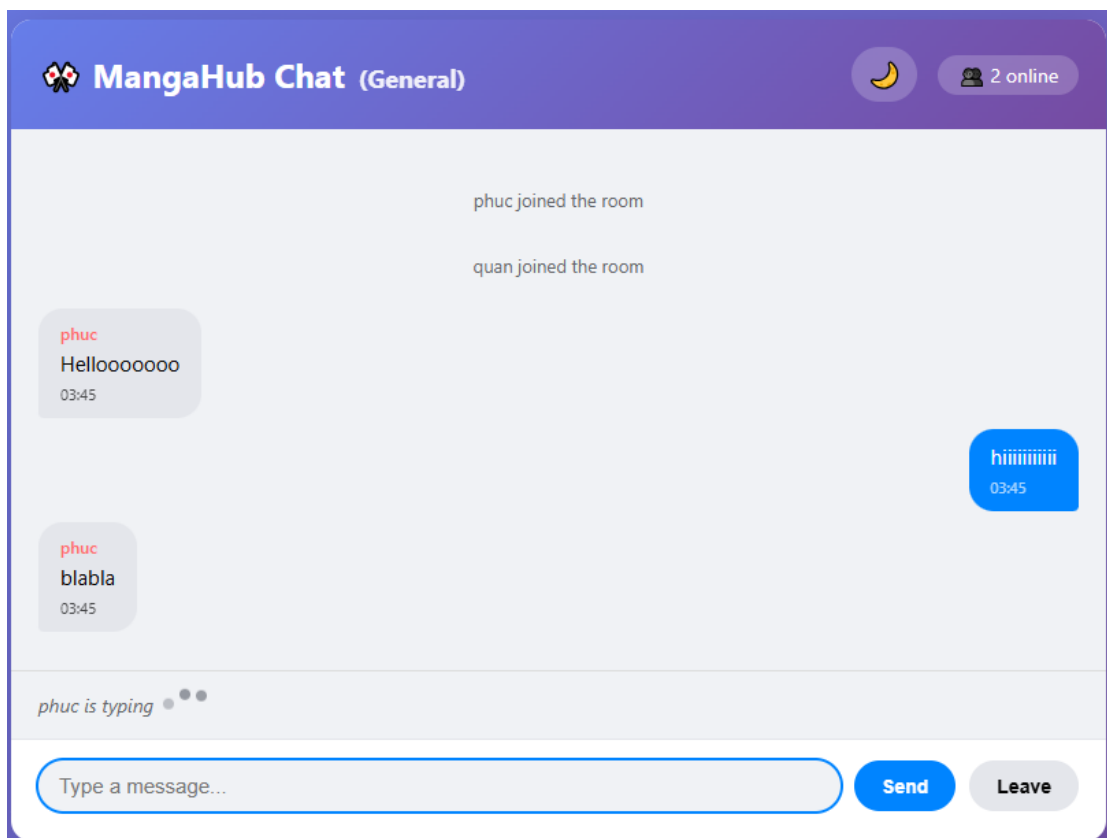 MangaHub Chat (General)
2 online
phuc joined the room
quan joined the room
phuc
Hellooooooo
03:45
hiiiiiiiiiii
03:45
phuc
blabla
03:45
phuc is typing
Type a message...
Send
Leave